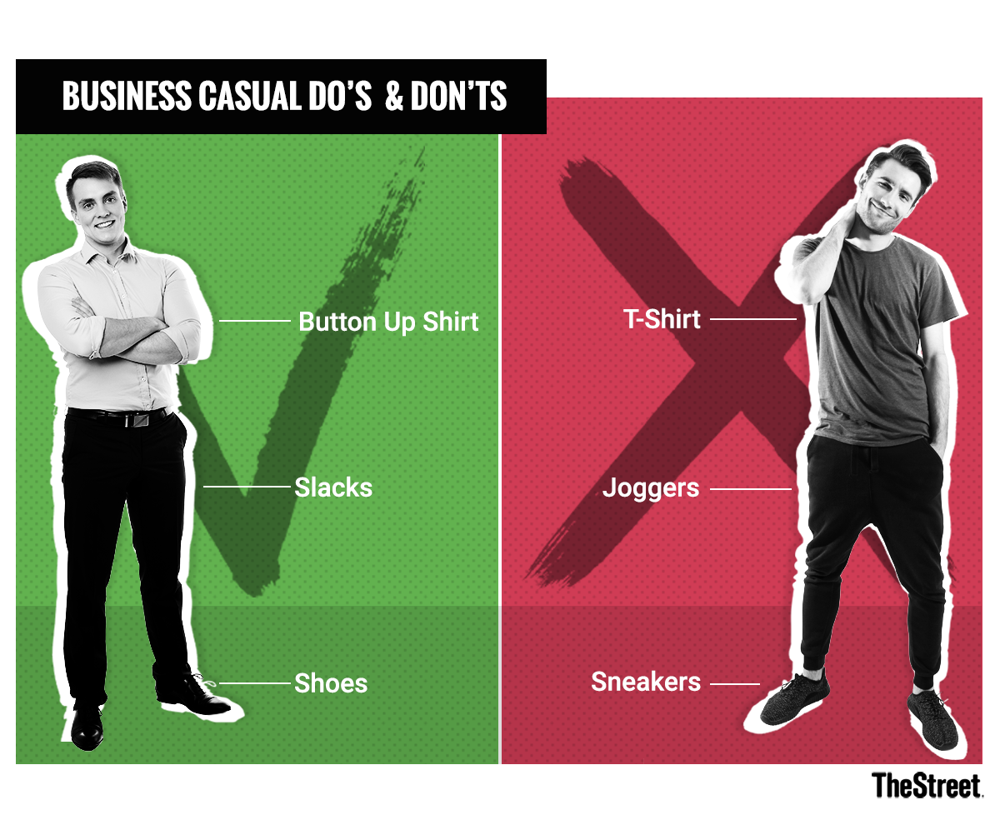 BUSINESS CASUAL DO'S & DON'TS
Button Up Shirt
Slacks
Shoes
T-Shirt
Joggers
Sneakers
TheStreet.